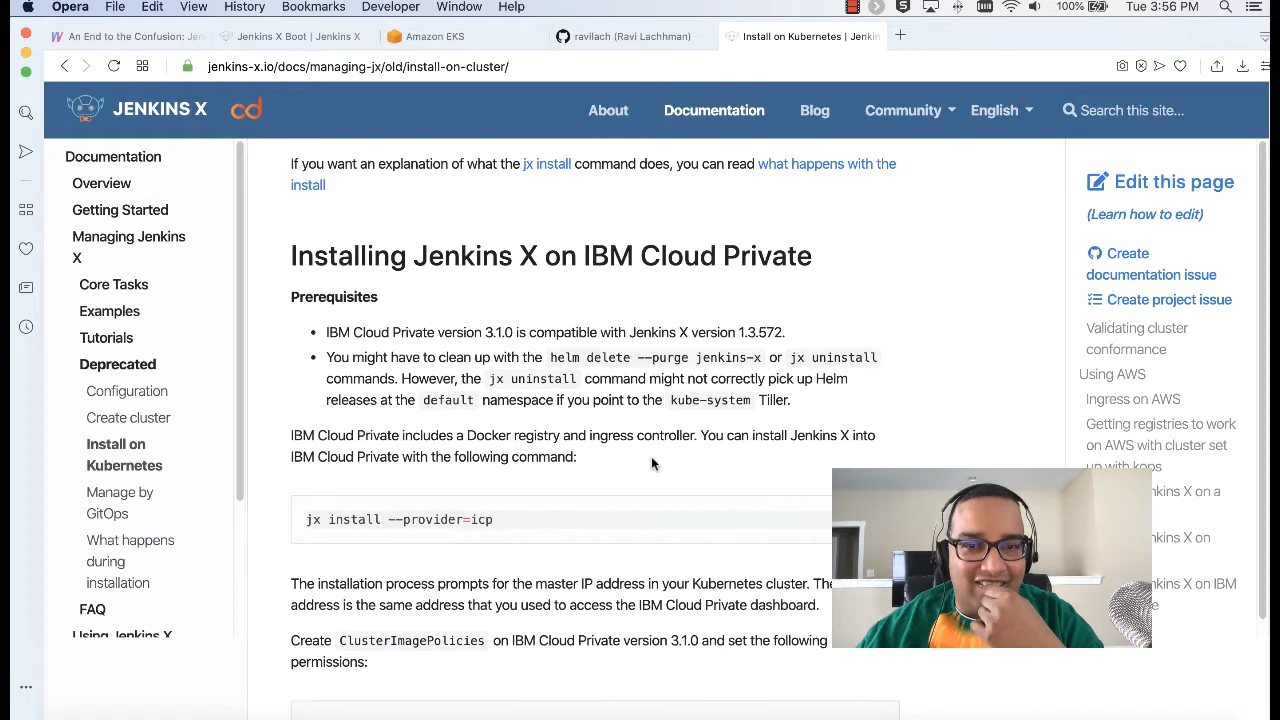 Opera File Edit View History Bookmarks Developer Window Help 100% Tue 3:56 PM
An End to the Confusion: Jen Jenkins X Boot | Jenkins X Amazon EKS ravilach (Ravi Lachhman) Install on Kubernetes | Jenkin
jenkins-x.io/docs/managing-jx/old/install-on-cluster/
JENKINS X cd About Documentation Blog Community English Search this site...
Documentation
Overview
Getting Started
Managing Jenkins
X
Core Tasks
Examples
Tutorials
Deprecated
Configuration
Create cluster
Install on
Kubernetes
Manage by
GitOps
What happens
during
installation
FAQ
Using Jenkins X
If you want an explanation of what the jx install command does, you can read what happens with the
install
Installing Jenkins X on IBM Cloud Private
Prerequisites
• IBM Cloud Private version 3.1.0 is compatible with Jenkins X version 1.3.572.
• You might have to clean up with the helm delete --purge jenkins-x or jx uninstall
commands. However, the jx uninstall command might not correctly pick up Helm
releases at the default namespace if you point to the kube-system Tiller.
IBM Cloud Private includes a Docker registry and ingress controller. You can install Jenkins X into
IBM Cloud Private with the following command:
jx install --provider=icp
The installation process prompts for the master IP address in your Kubernetes cluster. The
address is the same address that you used to access the IBM Cloud Private dashboard.
Create ClusterImagePolicies on IBM Cloud Private version 3.1.0 and set the following
permissions:
Edit this page
(Learn how to edit)
Create
documentation issue
Create project issue
Validating cluster
conformance
Using AWS
Ingress on AWS
Getting registries to work
on AWS with cluster set
up with kops
nkins X on a
nkins X on
nkins X on IBM
e